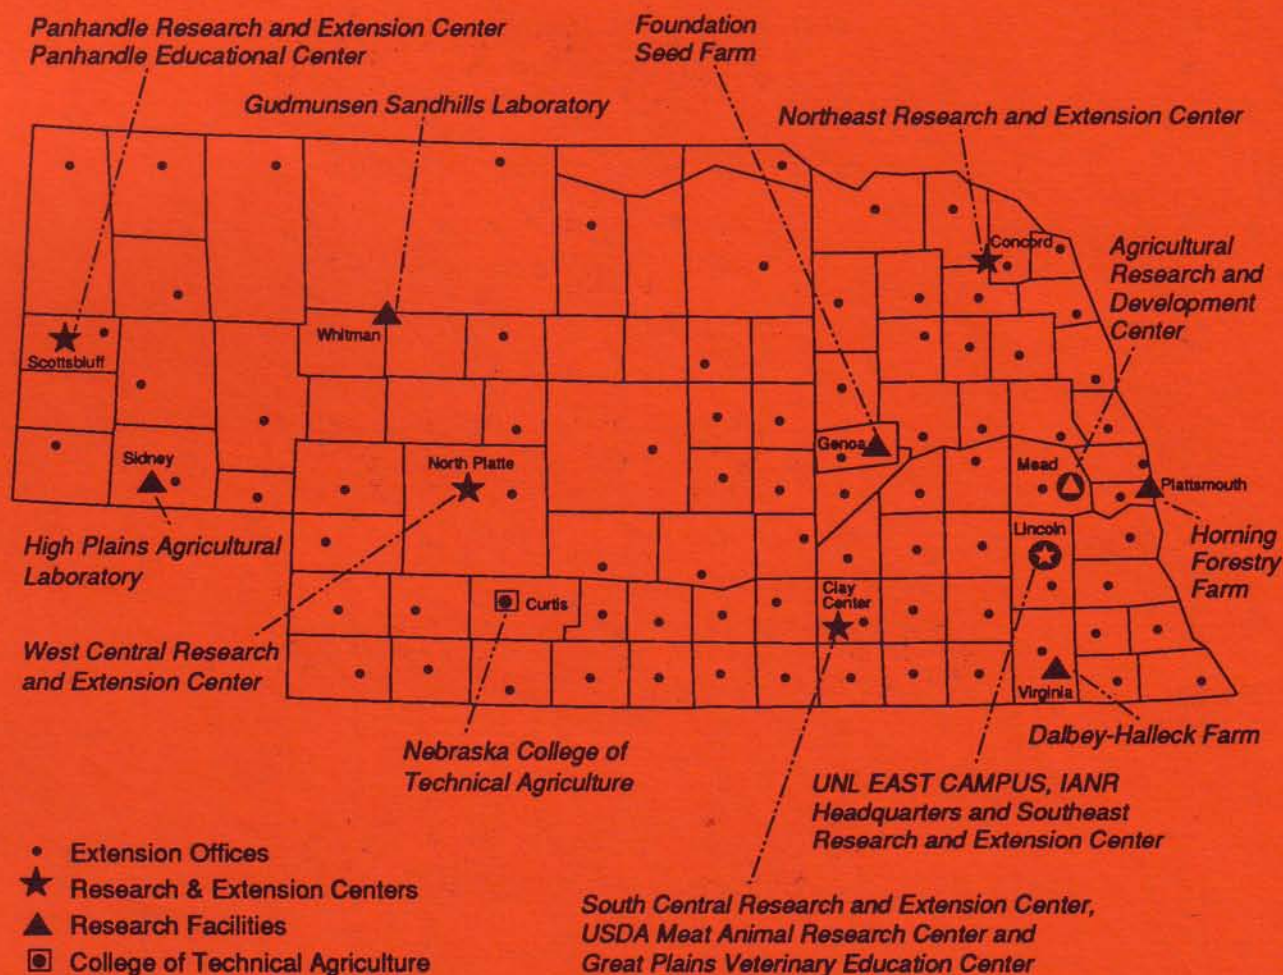 Panhandle Research and Extension Center
Panhandle Educational Center
Foundation
Seed Farm
Gudmunsen Sandhills Laboratory
Northeast Research and Extension Center
Concord
Agricultural
Research and
Development
Center
Whitman
Scottsbluff
Genoa
Sidney
North Platte
Mead
Plattsmouth
High Plains Agricultural
Laboratory
Lincoln
Horning
Forestry
Farm
Clay
Center
Curtis
West Central Research
and Extension Center
Virginia
Dalbey-Halleck Farm
Nebraska College of
Technical Agriculture
UNL EAST CAMPUS, IANR
Headquarters and Southeast
Research and Extension Center
Extension Offices
Research & Extension Centers
Research Facilities
College of Technical Agriculture
South Central Research and Extension Center,
USDA Meat Animal Research Center and
Great Plains Veterinary Education Center